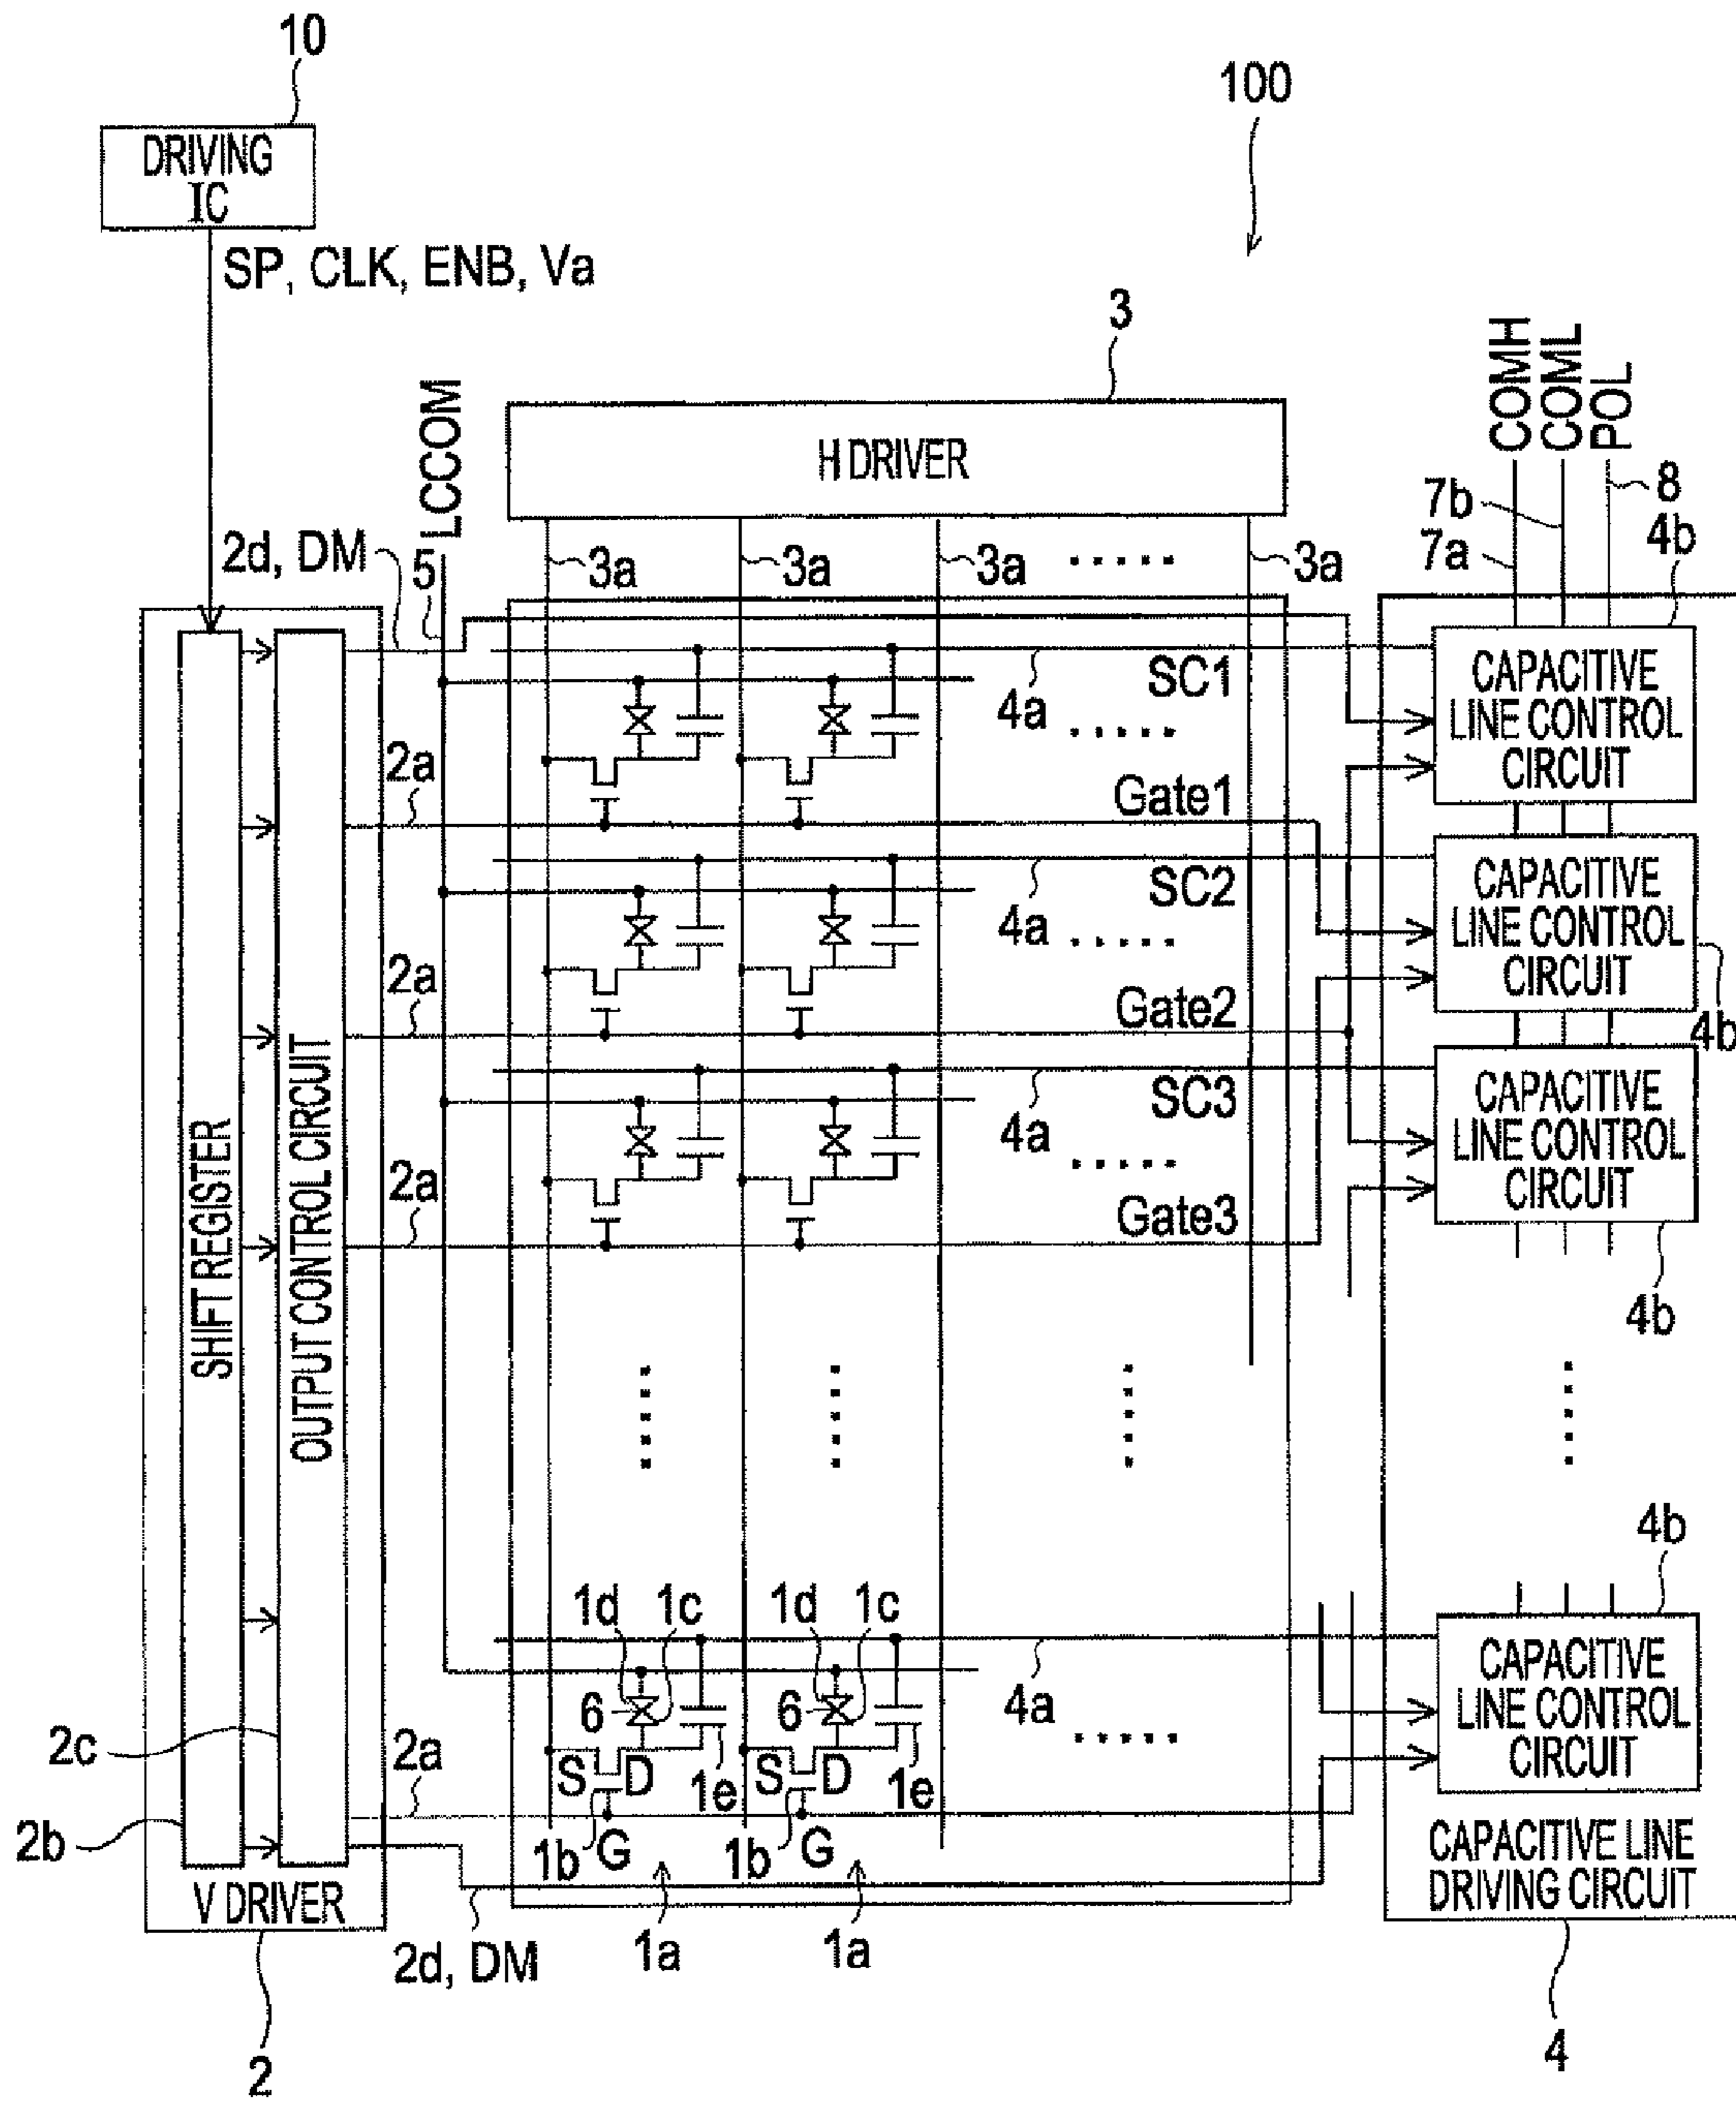 10
100
DRIVING
IC
SP, CLK, ENB, Va
3
COMH
COML
POL
LCCOM
H DRIVER
8
7b
4b
7a
2d, DM
5
3a
3a
3a
.....
3a
SC1
4a
.....
CAPACITIVE
LINE CONTROL
CIRCUIT
2a
Gate1
SC2
4a
.....
CAPACITIVE
LINE CONTROL
CIRCUIT
4b
2a
Gate2
SC3
4a
.....
CAPACITIVE
LINE CONTROL
CIRCUIT
4b
2a
Gate3
SHIFT REGISTER
OUTPUT CONTROL CIRCUIT
4b
1d
1c
1d
1c
6
6
4a
.....
CAPACITIVE
LINE CONTROL
CIRCUIT
2c
2a
S
D
1e
S
D
1e
2b
1b
G
1b
G
V DRIVER
CAPACITIVE LINE
DRIVING CIRCUIT
2d, DM
1a
1a
2
4